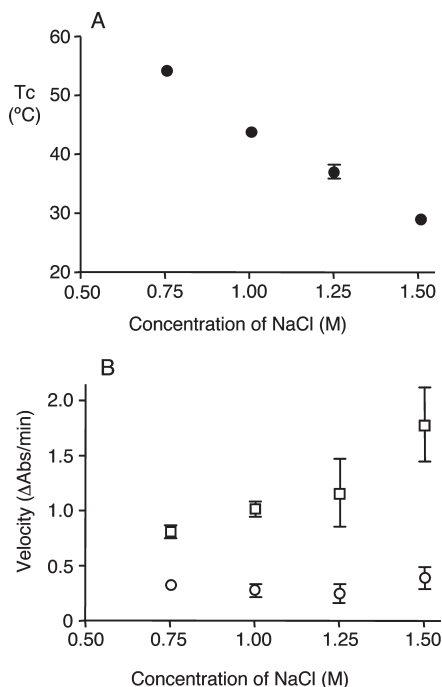 A
60
50
Tc
(ºC)
40
30
20
0.50 0.75 1.00 1.25 1.50
Concentration of NaCl (M)
B
2.0
1.5
1.0
0.5
0
Velocity (ΔAbs/min)
0.50 0.75 1.00 1.25 1.50
Concentration of NaCl (M)